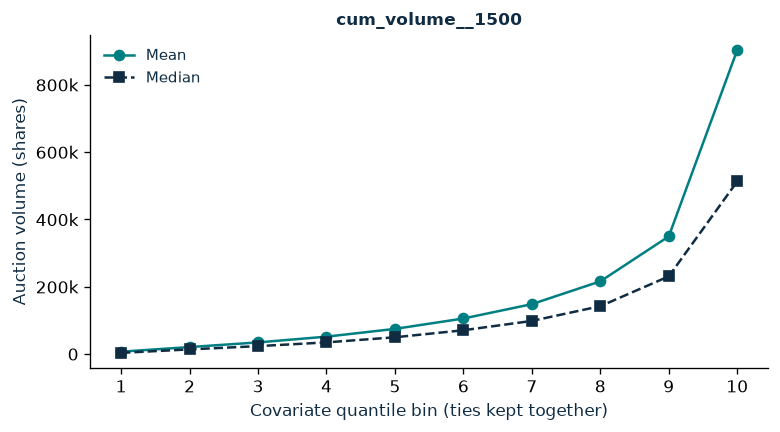 cum_volume__1500
Mean
Median
Auction volume (shares)
800k
600k
400k
200k
0
1 2 3 4 5 6 7 8 9 10
Covariate quantile bin (ties kept together)